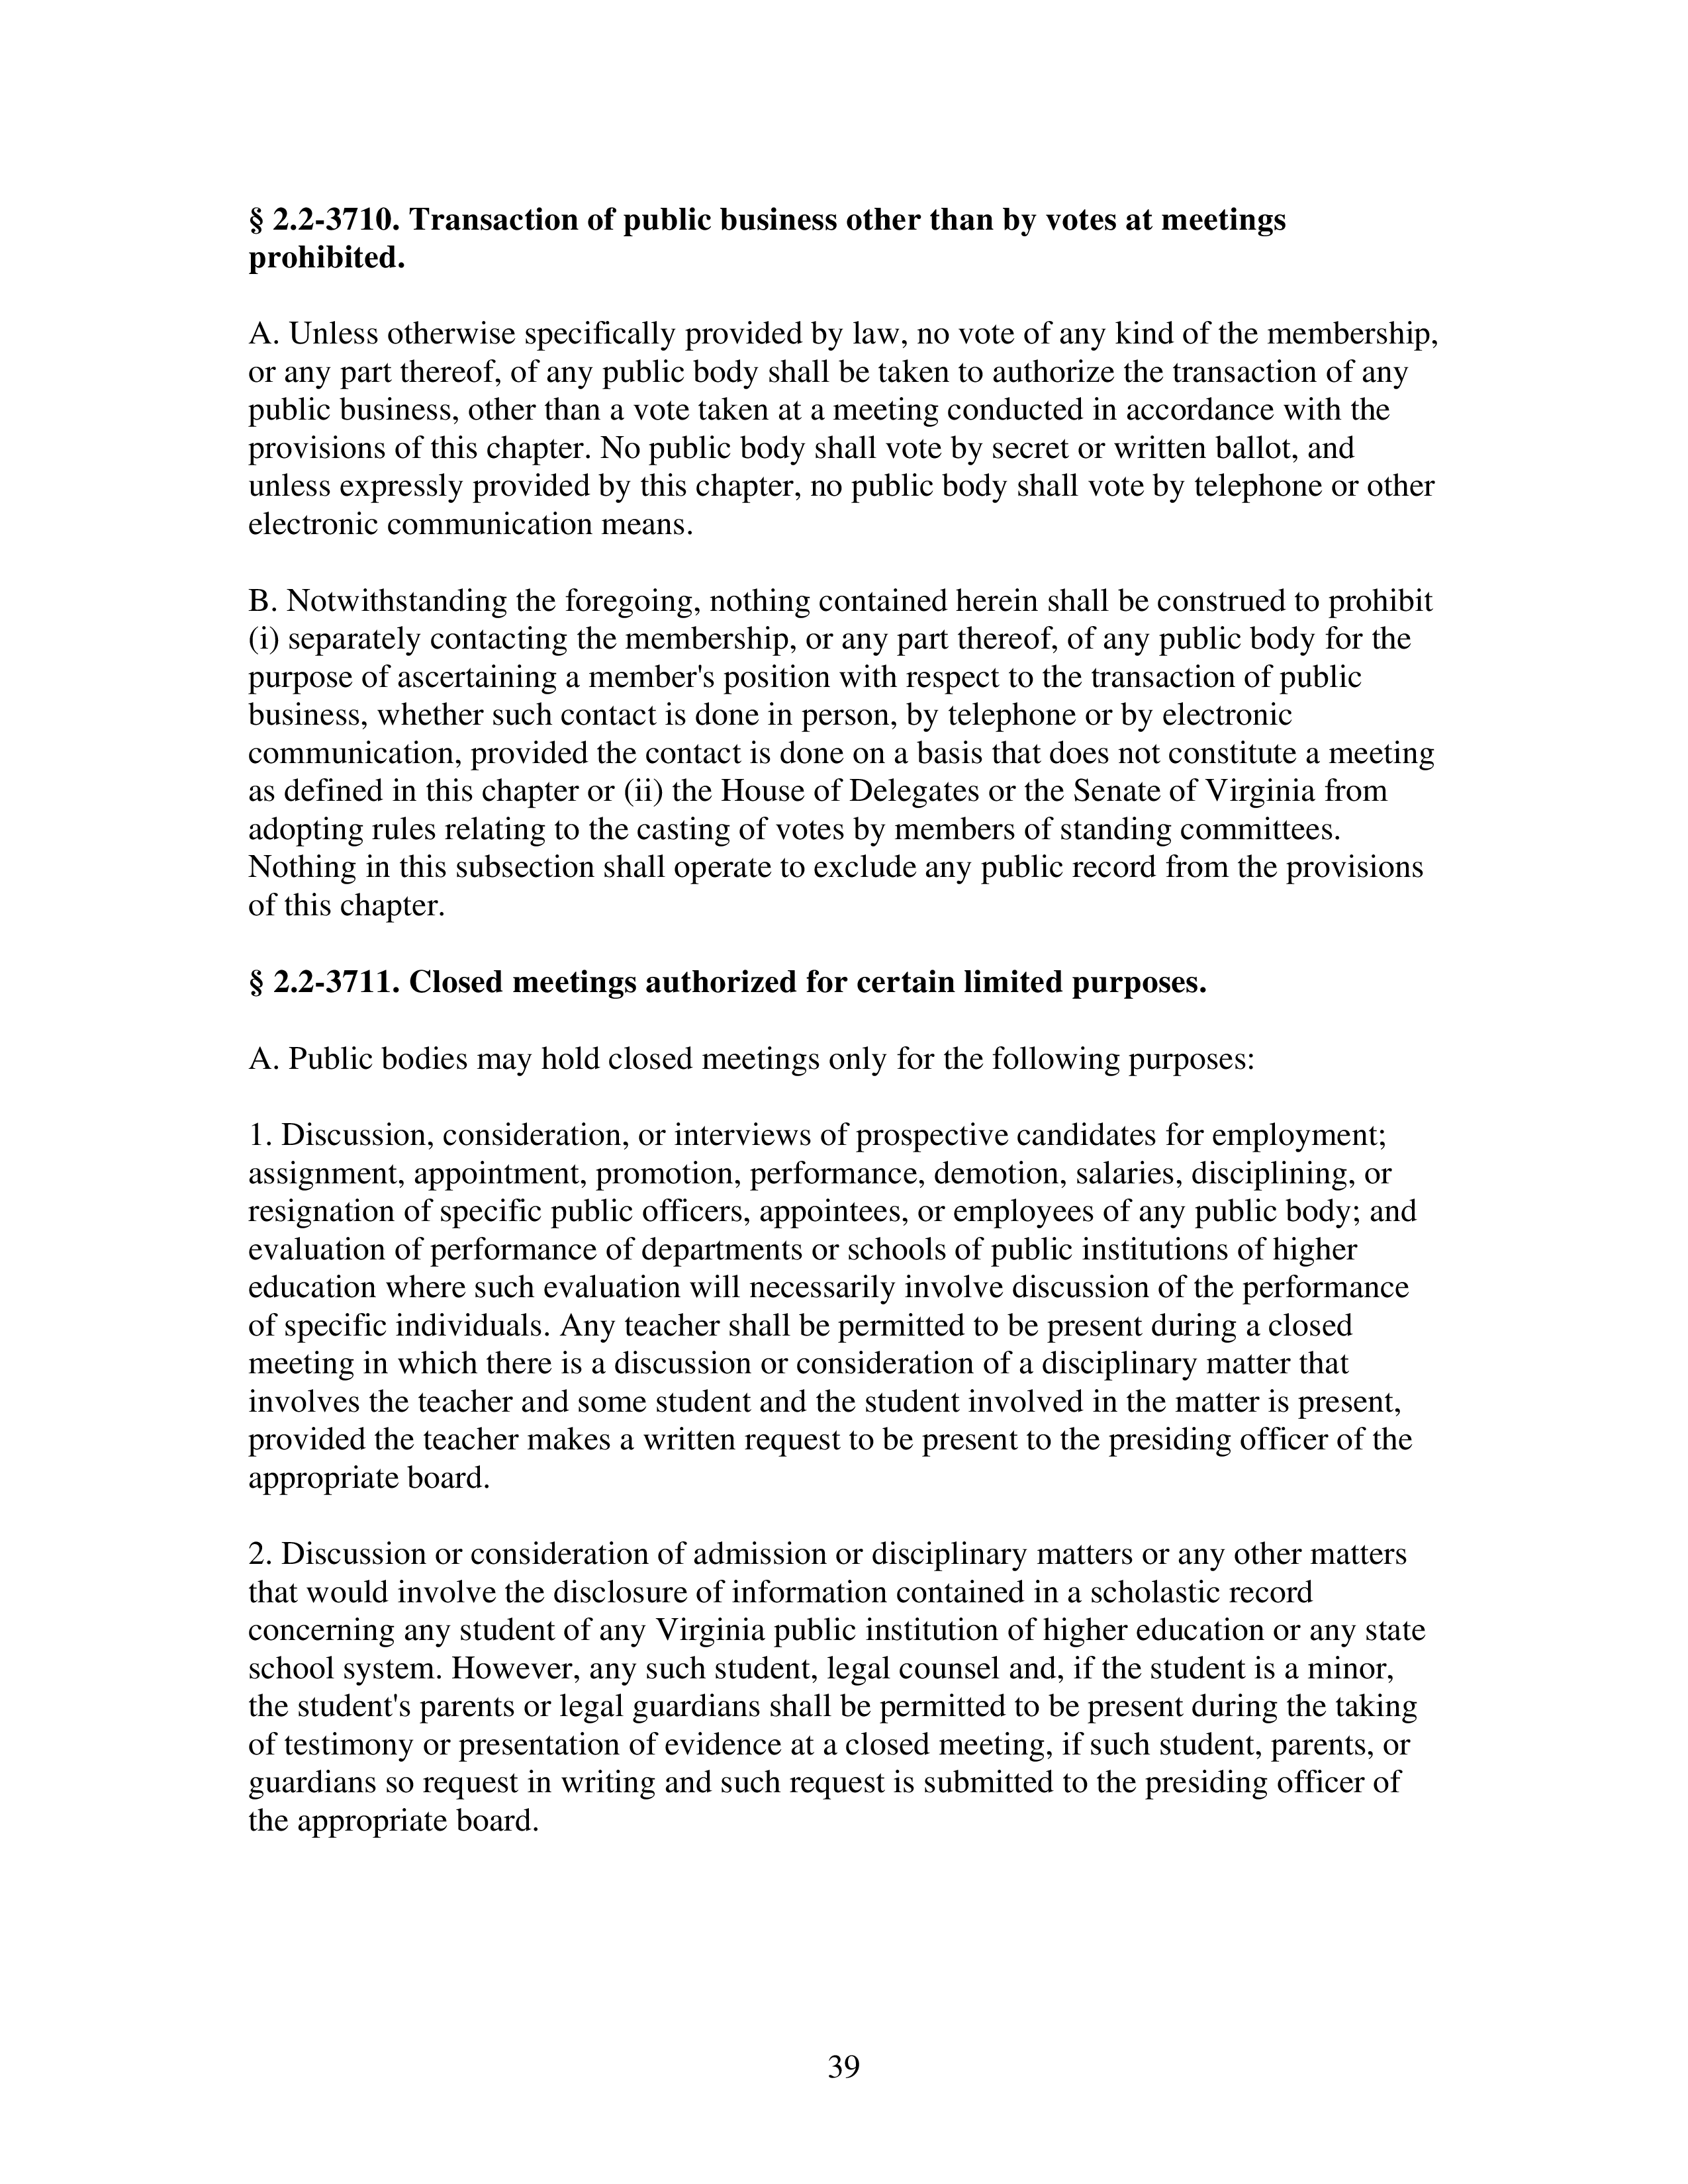 § 2.2-3710. Transaction of public business other than by votes at meetings
prohibited.
A. Unless otherwise specifically provided by law, no vote of any kind of the membership,
or any part thereof, of any public body shall be taken to authorize the transaction of any
public business, other than a vote taken at a meeting conducted in accordance with the
provisions of this chapter. No public body shall vote by secret or written ballot, and
unless expressly provided by this chapter, no public body shall vote by telephone or other
electronic communication means.
B. Notwithstanding the foregoing, nothing contained herein shall be construed to prohibit
(i) separately contacting the membership, or any part thereof, of any public body for the
purpose of ascertaining a member's position with respect to the transaction of public
business, whether such contact is done in person, by telephone or by electronic
communication, provided the contact is done on a basis that does not constitute a meeting
as defined in this chapter or (ii) the House of Delegates or the Senate of Virginia from
adopting rules relating to the casting of votes by members of standing committees.
Nothing in this subsection shall operate to exclude any public record from the provisions
of this chapter.
§ 2.2-3711. Closed meetings authorized for certain limited purposes.
A. Public bodies may hold closed meetings only for the following purposes:
1. Discussion, consideration, or interviews of prospective candidates for employment;
assignment, appointment, promotion, performance, demotion, salaries, disciplining, or
resignation of specific public officers, appointees, or employees of any public body; and
evaluation of performance of departments or schools of public institutions of higher
education where such evaluation will necessarily involve discussion of the performance
of specific individuals. Any teacher shall be permitted to be present during a closed
meeting in which there is a discussion or consideration of a disciplinary matter that
involves the teacher and some student and the student involved in the matter is present,
provided the teacher makes a written request to be present to the presiding officer of the
appropriate board.
2. Discussion or consideration of admission or disciplinary matters or any other matters
that would involve the disclosure of information contained in a scholastic record
concerning any student of any Virginia public institution of higher education or any state
school system. However, any such student, legal counsel and, if the student is a minor,
the student's parents or legal guardians shall be permitted to be present during the taking
of testimony or presentation of evidence at a closed meeting, if such student, parents, or
guardians so request in writing and such request is submitted to the presiding officer of
the appropriate board.
39